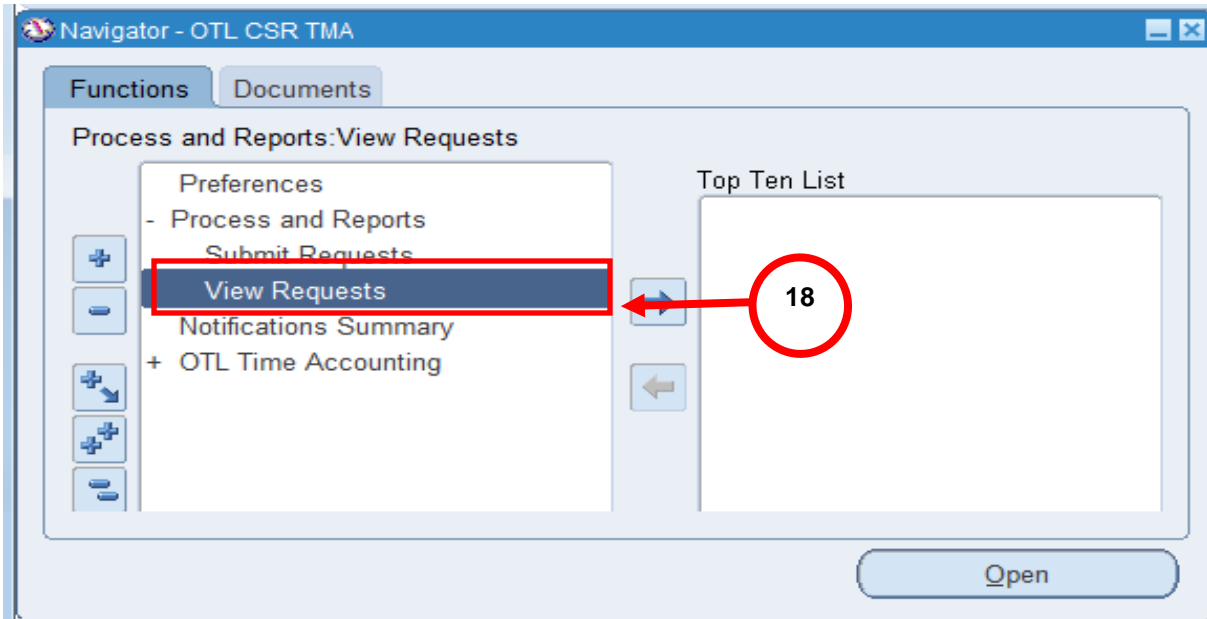 Navigator - OTL CSR TMA
Functions Documents
Process and Reports:View Requests
Top Ten List
Preferences
- Process and Reports
Submit Requests
View Requests
Notifications Summary
+ OTL Time Accounting
18
Open